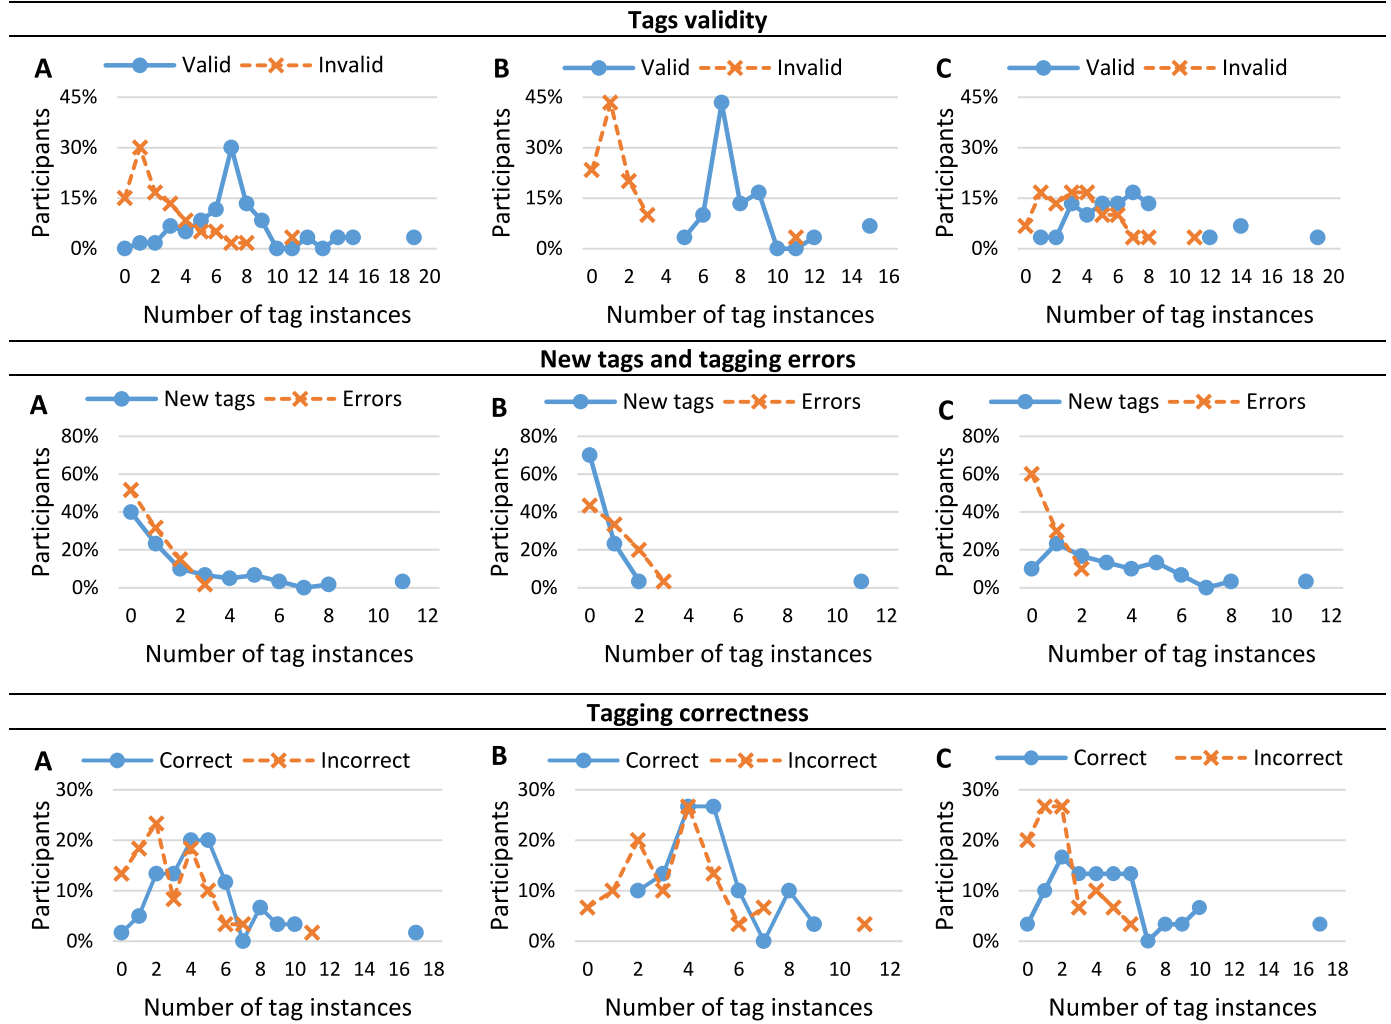 Tags validity
A Valid Invalid
45%
30%
15%
0%
Participants
0 2 4 6 8 10 12 14 16 18 20
Number of tag instances
B Valid Invalid
45%
30%
15%
0%
Participants
0 2 4 6 8 10 12 14 16
Number of tag instances
C Valid Invalid
45%
30%
15%
0%
Participants
0 2 4 6 8 10 12 14 16 18 20
Number of tag instances
New tags and tagging errors
A New tags Errors
80%
60%
40%
20%
0%
Participants
0 2 4 6 8 10 12
Number of tag instances
B New tags Errors
80%
60%
40%
20%
0%
Participants
0 2 4 6 8 10 12
Number of tag instances
C New tags Errors
80%
60%
40%
20%
0%
Participants
0 2 4 6 8 10 12
Number of tag instances
Tagging correctness
A Correct Incorrect
30%
20%
10%
0%
Participants
0 2 4 6 8 10 12 14 16 18
Number of tag instances
B Correct Incorrect
30%
20%
10%
0%
Participants
0 2 4 6 8 10 12
Number of tag instances
C Correct Incorrect
30%
20%
10%
0%
Participants
0 2 4 6 8 10 12 14 16 18
Number of tag instances